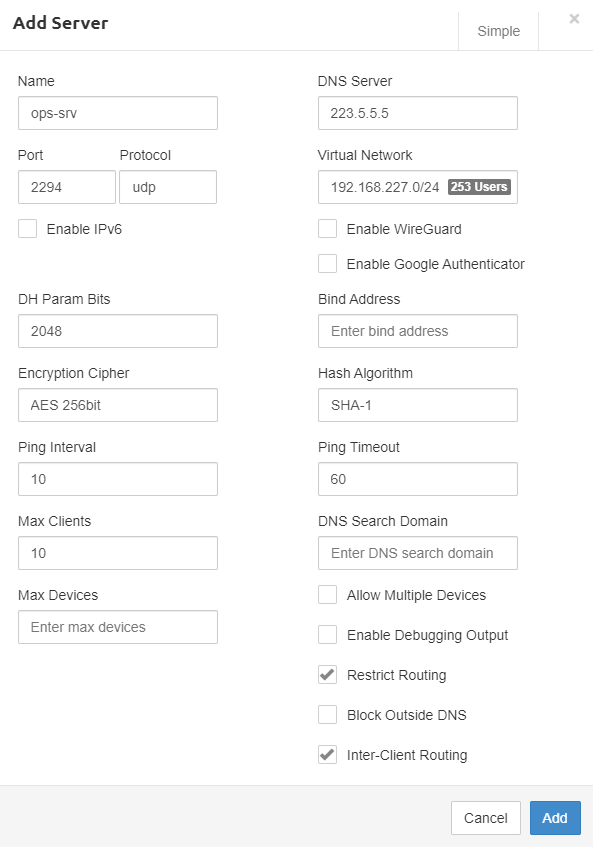 Add Server
Simple
×
Name
DNS Server
ops-srv
223.5.5.5
Port
Protocol
Virtual Network
2294
udp
192.168.227.0/24
253 Users
Enable IPv6
Enable WireGuard
Enable Google Authenticator
DH Param Bits
Bind Address
2048
Enter bind address
Encryption Cipher
Hash Algorithm
AES 256bit
SHA-1
Ping Interval
Ping Timeout
10
60
Max Clients
DNS Search Domain
10
Enter DNS search domain
Max Devices
Allow Multiple Devices
Enter max devices
Enable Debugging Output
Restrict Routing
Block Outside DNS
Inter-Client Routing
Cancel
Add